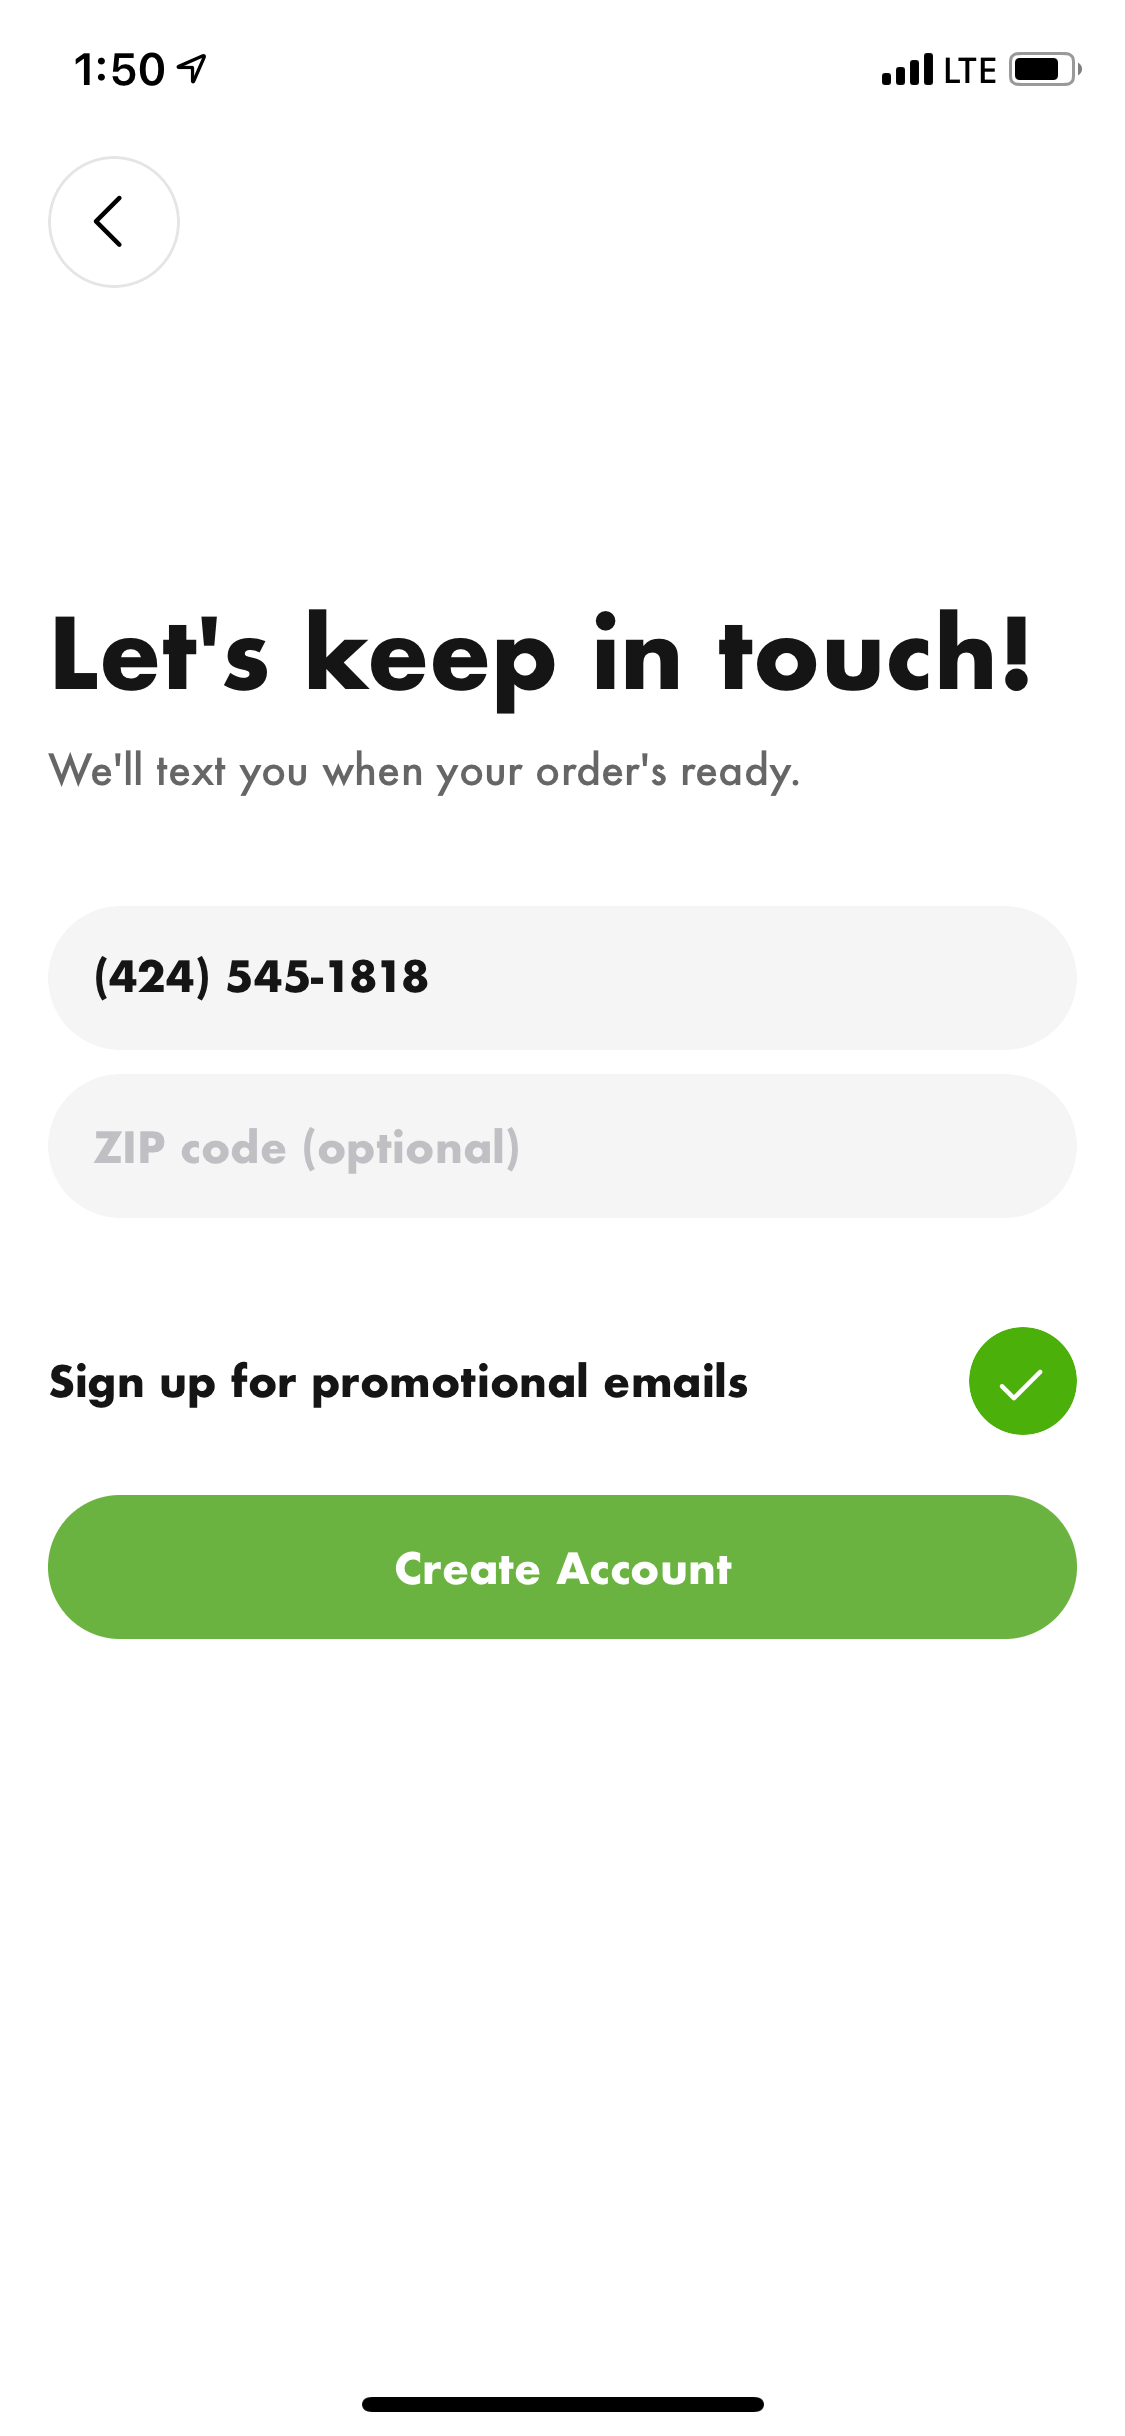 1:50
LTE
Let's keep in touch!
We'll text you when your order's ready.
(424) 545-1818
ZIP code (optional)
Sign up for promotional emails
Create Account